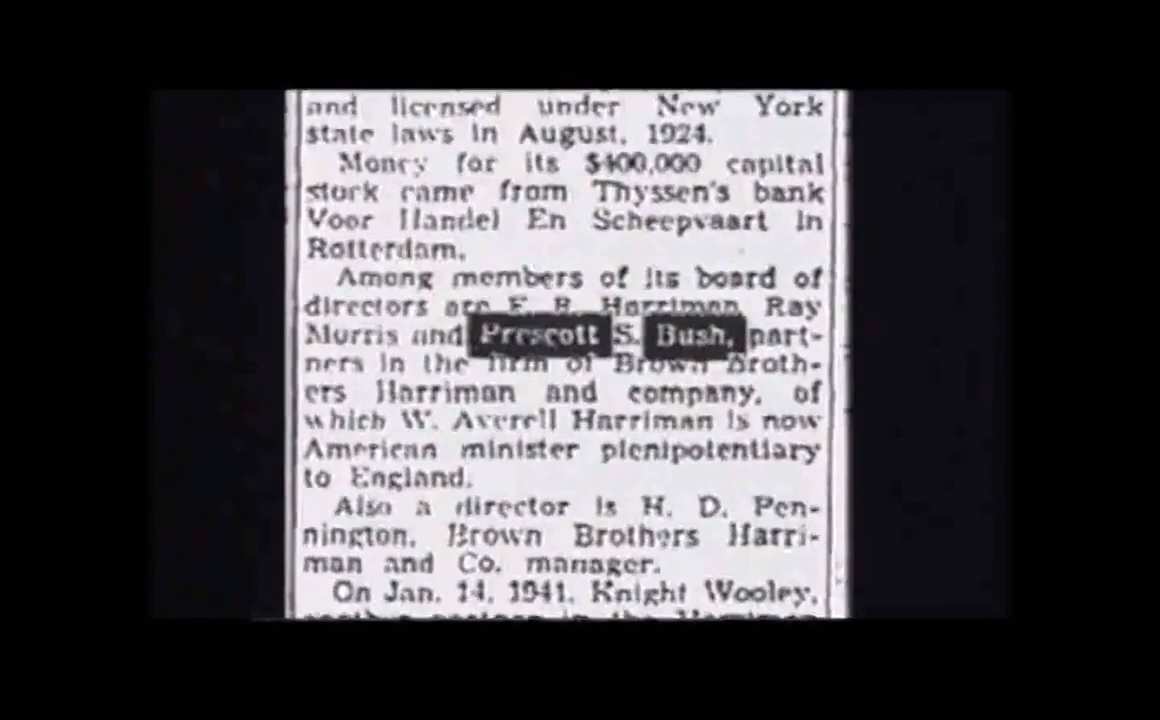 and licensed under New York
state laws in August, 1924.
Money for its $400,000 capital
stock came from Thyssen's bank
Voor Handel En Scheepvaart in
Rotterdam.
Among members of its board of
directors are E. R. Harriman, Ray
Morris and Prescott S. Bush, part-
ners in the firm of Brown Broth-
ers Harriman and company, of
which W. Averell Harriman is now
American minister plenipotentiary
to England.
Also a director is H. D. Pen-
nington, Brown Brothers Harri-
man and Co. manager.
On Jan. 14, 1941, Knight Wooley,
in the Harriman